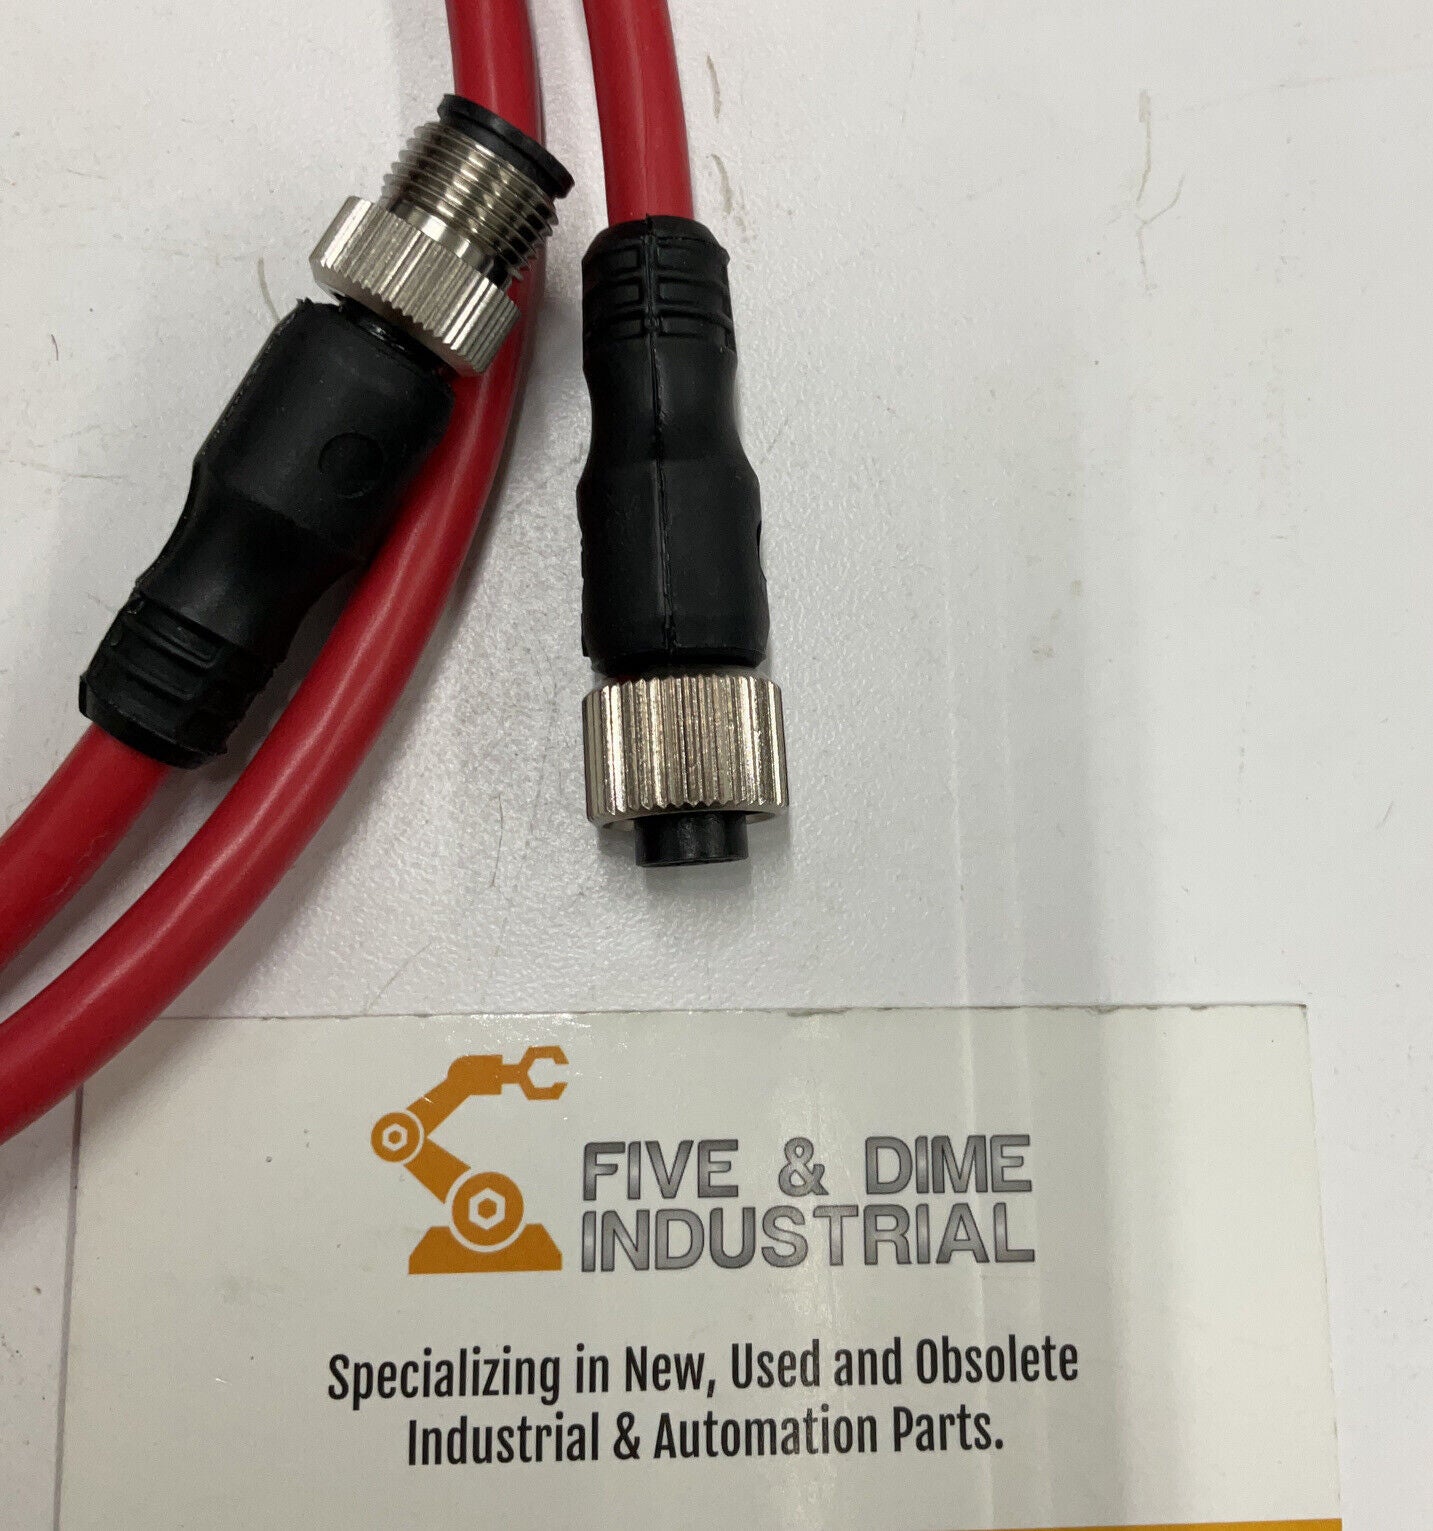 FIVE & DIME
INDUSTRIAL
Specializing in New, Used and Obsolete
Industrial & Automation Parts.